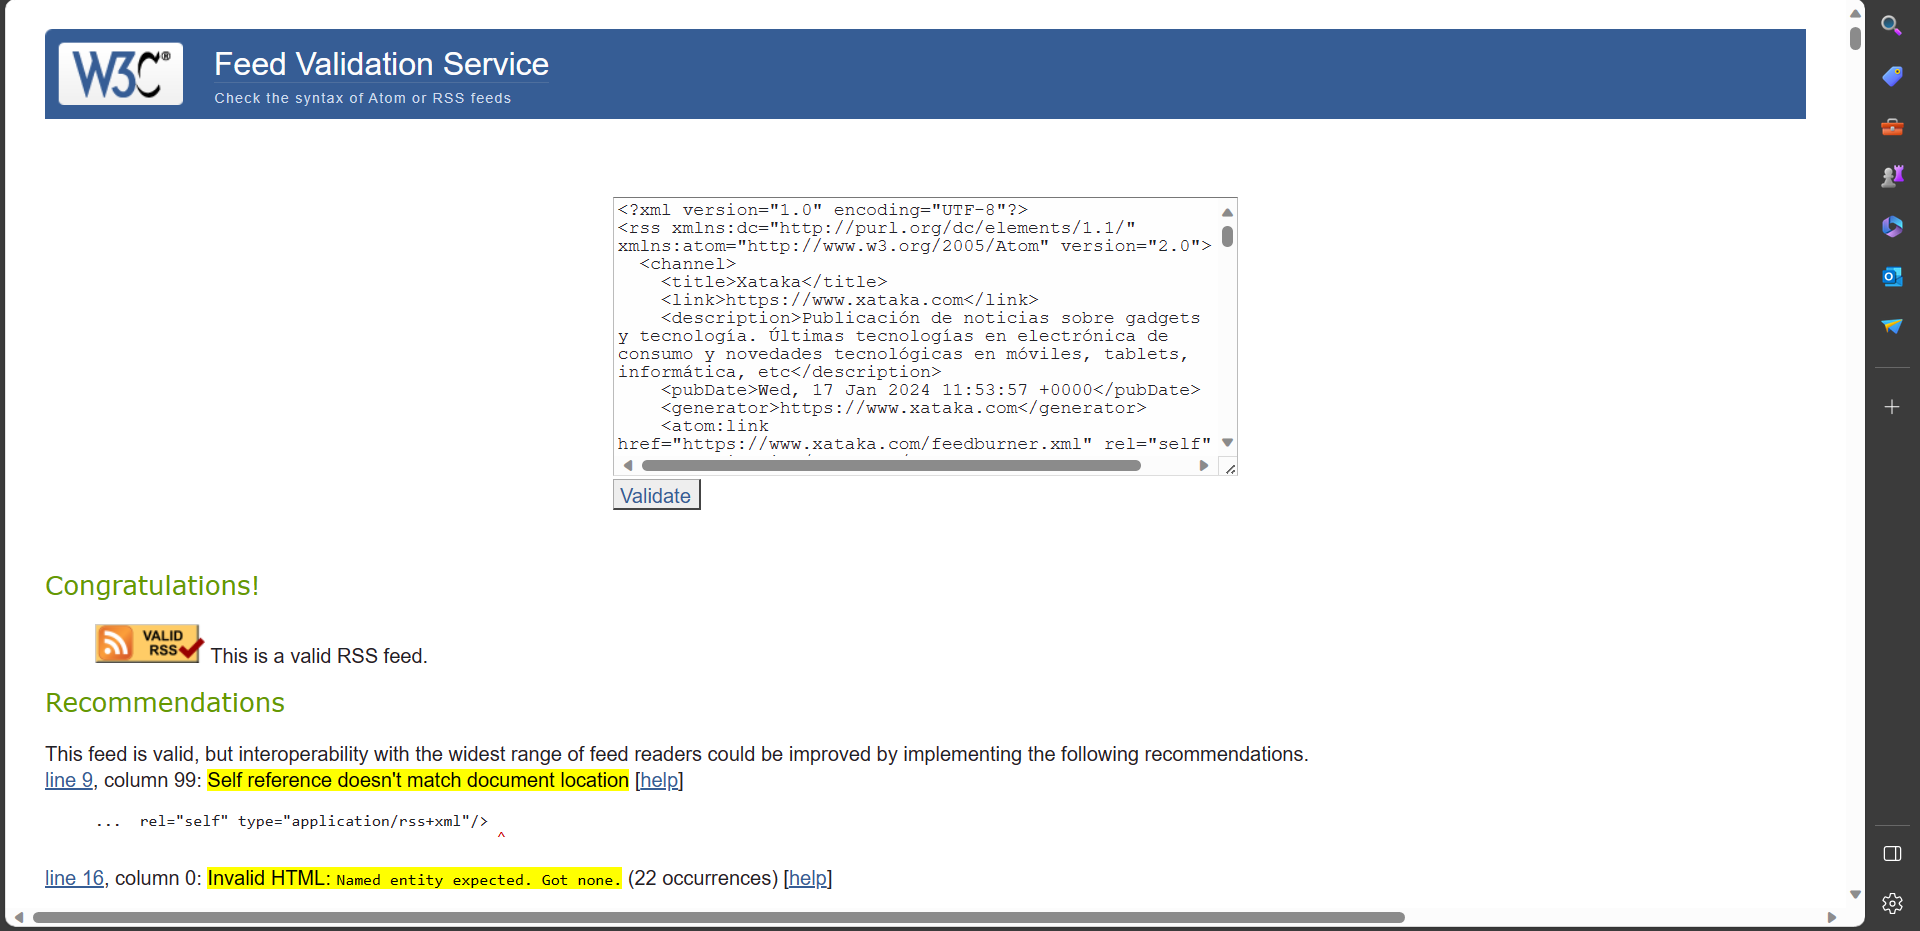 W3C®
Feed Validation Service
Check the syntax of Atom or RSS feeds
<?xml version="1.0" encoding="UTF-8"?>
<rss xmlns:dc="http://purl.org/dc/elements/1.1/"
xmlns:atom="http://www.w3.org/2005/Atom" version="2.0">
<channel>
<title>Xataka</title>
<link>https://www.xataka.com</link>
<description>Publicación de noticias sobre gadgets
y tecnología. Últimas tecnologías en electrónica de
consumo y novedades tecnológicas en móviles, tablets,
informática, etc</description>
<pubDate>Wed, 17 Jan 2024 11:53:57 +0000</pubDate>
<generator>https://www.xataka.com</generator>
<atom:link
href="https://www.xataka.com/feedburner.xml" rel="self"
Validate
Congratulations!
VALID
RSS
This is a valid RSS feed.
Recommendations
This feed is valid, but interoperability with the widest range of feed readers could be improved by implementing the following recommendations.
line 9, column 99: Self reference doesn't match document location [help]
... rel="self" type="application/rss+xml"/>
^
line 16, column 0: Invalid HTML: Named entity expected. Got none. (22 occurrences) [help]